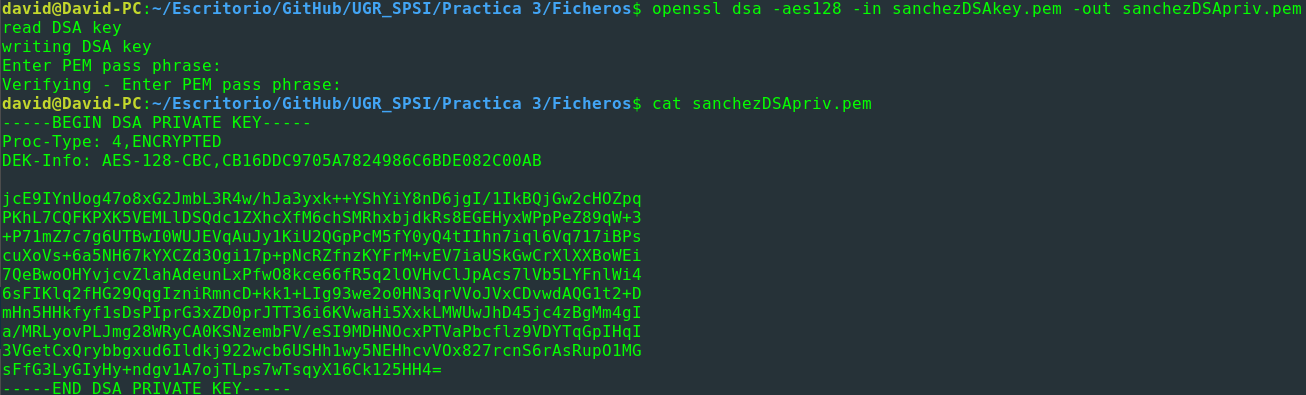 david@David-PC:~/Escritorio/GitHub/UGR_SPSI/Practica 3/Ficheros$ openssl dsa -aes128 -in sanchezDSAkey.pem -out sanchezDSApriv.pem
read DSA key
writing DSA key
Enter PEM pass phrase:
Verifying - Enter PEM pass phrase:
david@David-PC:~/Escritorio/GitHub/UGR_SPSI/Practica 3/Ficheros$ cat sanchezDSApriv.pem
-----BEGIN DSA PRIVATE KEY-----
Proc-Type: 4,ENCRYPTED
DEK-Info: AES-128-CBC,CB16DDC9705A7824986C6BDE082C00AB

jcE9IYnUog47o8xG2JmbL3R4w/hJa3yxk++YShYiY8nD6jgI/1IkBQjGw2cHOZpq
PKhL7CQFKPXK5VEMLlDSQdc1ZXhcXfM6chSMRhxbjdkRs8EGEHyxWPpPeZ89qW+3
+P71mZ7c7g6UTBwI0WUJEVqAuJy1KiU2QGpPcM5fY0yQ4tIIhn7iql6Vq717iBPs
cuXoVs+6a5NH67kYXCZd3Ogi17p+pNcRZfnzKYFrM+vEV7iaUSkGwCrXlXXBoWEi
7QeBwoOHYvjcvZlahAdeunLxPfwO8kce66fR5q2lOVHvClJpAcs7lVb5LYFnlWi4
6sFIKlq2fHG29QqgIzniRmncD+kk1+LIg93we2o0HN3qrVVoJVxCDvwdAQG1t2+D
mHn5HHkfyf1sDsPIprG3xZD0prJTT36i6KVwaHi5XxkLMWUwJhD45jc4zBgMm4gI
a/MRLyovPLJmg28WRyCA0KSNzembFV/eSI9MDHNOcxPTVaPbcflz9VDYTqGpIHqI
3VGetCxQrybbgxud6Ildkj922wcb6USHh1wy5NEHhcvVOx827rcnS6rAsRupO1MG
sFfG3LyGIyHy+ndgv1A7ojTLps7wTsqyX16Ck125HH4=
-----END DSA PRIVATE KEY-----